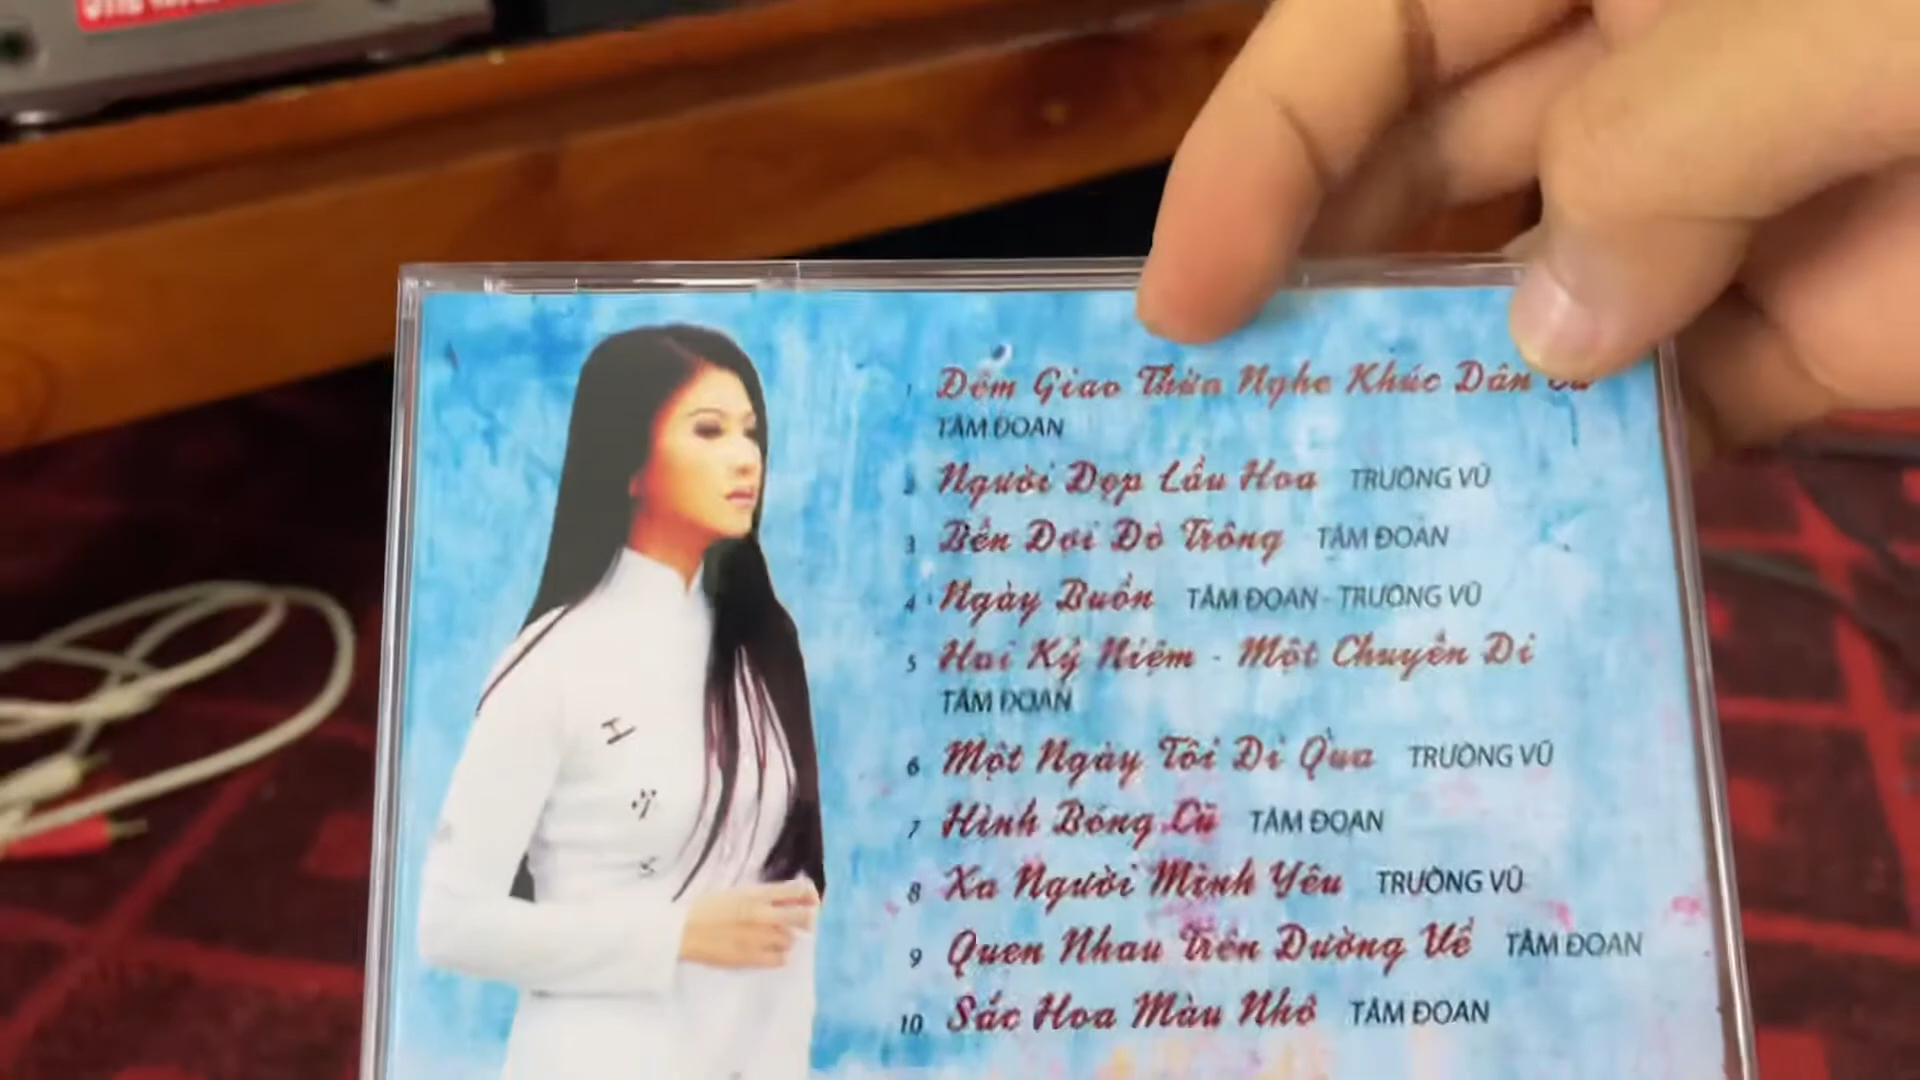 1 Đêm Giao Thừa Nghe Khúc Dân Ca
TÂM ĐOAN
2 Người Đẹp Lầu Hoa TRƯỜNG VŨ
3 Bến Đợi Đò Trông TÂM ĐOAN
4 Ngày Buồn TÂM ĐOAN - TRƯỜNG VŨ
5 Hai Kỷ Niệm - Một Chuyến Đi
TÂM ĐOAN
6 Một Ngày Tôi Đi Qua TRƯỜNG VŨ
7 Hình Bóng Cũ TÂM ĐOAN
8 Xa Người Mình Yêu TRƯỜNG VŨ
9 Quen Nhau Trên Đường Về TÂM ĐOAN
10 Sắc Hoa Màu Nhớ TÂM ĐOAN